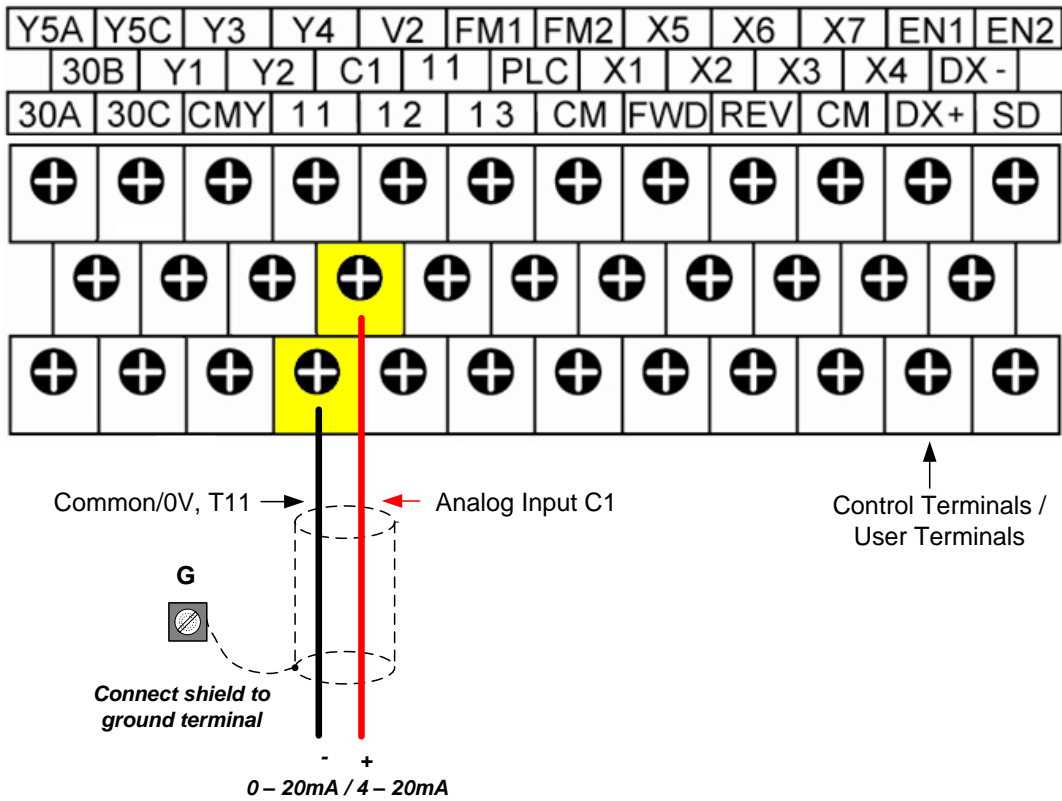 Y5A Y5C Y3 Y4 V2 FM1 FM2 X5 X6 X7 EN1 EN2
30B Y1 Y2 C1 11 PLC X1 X2 X3 X4 DX -
30A 30C CMY 11 12 13 CM FWD REV CM DX+ SD
Common/0V, T11
Analog Input C1
Control Terminals /
User Terminals
G
Connect shield to
ground terminal
- +
0 – 20mA / 4 – 20mA